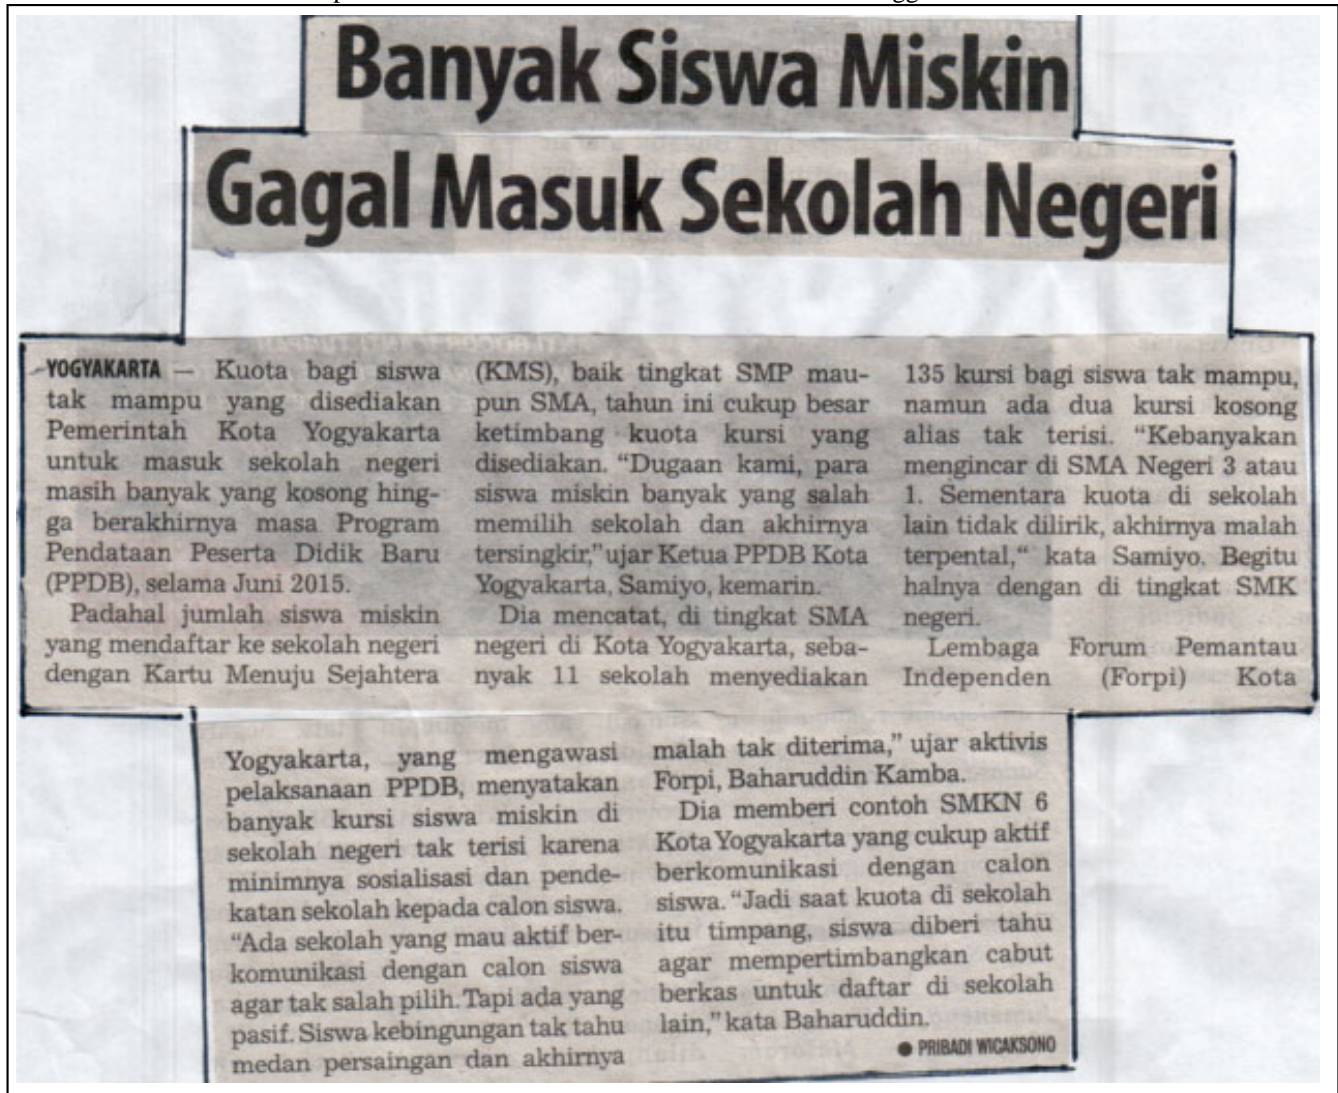 Banyak Siswa Miskin
Gagal Masuk Sekolah Negeri
YOGYAKARTA — Kuota bagi siswa
tak mampu yang disediakan
Pemerintah Kota Yogyakarta
untuk masuk sekolah negeri
masih banyak yang kosong hing-
ga berakhirnya masa Program
Pendataan Peserta Didik Baru
(PPDB), selama Juni 2015.
Padahal jumlah siswa miskin
yang mendaftar ke sekolah negeri
dengan Kartu Menuju Sejahtera
(KMS), baik tingkat SMP mau-
pun SMA, tahun ini cukup besar
ketimbang kuota kursi yang
disediakan. “Dugaan kami, para
siswa miskin banyak yang salah
memilih sekolah dan akhirnya
tersingkir,” ujar Ketua PPDB Kota
Yogyakarta, Samiyo, kemarin.
Dia mencatat, di tingkat SMA
negeri di Kota Yogyakarta, seba-
nyak 11 sekolah menyediakan
135 kursi bagi siswa tak mampu,
namun ada dua kursi kosong
alias tak terisi. “Kebanyakan
mengincar di SMA Negeri 3 atau
1. Sementara kuota di sekolah
lain tidak dilirik, akhirnya malah
terpental,“ kata Samiyo. Begitu
halnya dengan di tingkat SMK
negeri.
Lembaga Forum Pemantau
Independen (Forpi) Kota
Yogyakarta, yang mengawasi
pelaksanaan PPDB, menyatakan
banyak kursi siswa miskin di
sekolah negeri tak terisi karena
minimnya sosialisasi dan pende-
katan sekolah kepada calon siswa.
“Ada sekolah yang mau aktif ber-
komunikasi dengan calon siswa
agar tak salah pilih. Tapi ada yang
pasif. Siswa kebingungan tak tahu
medan persaingan dan akhirnya
malah tak diterima,” ujar aktivis
Forpi, Baharuddin Kamba.
Dia memberi contoh SMKN 6
Kota Yogyakarta yang cukup aktif
berkomunikasi dengan calon
siswa. “Jadi saat kuota di sekolah
itu timpang, siswa diberi tahu
agar mempertimbangkan cabut
berkas untuk daftar di sekolah
lain,” kata Baharuddin.
● PRIBADI WICAKSONO